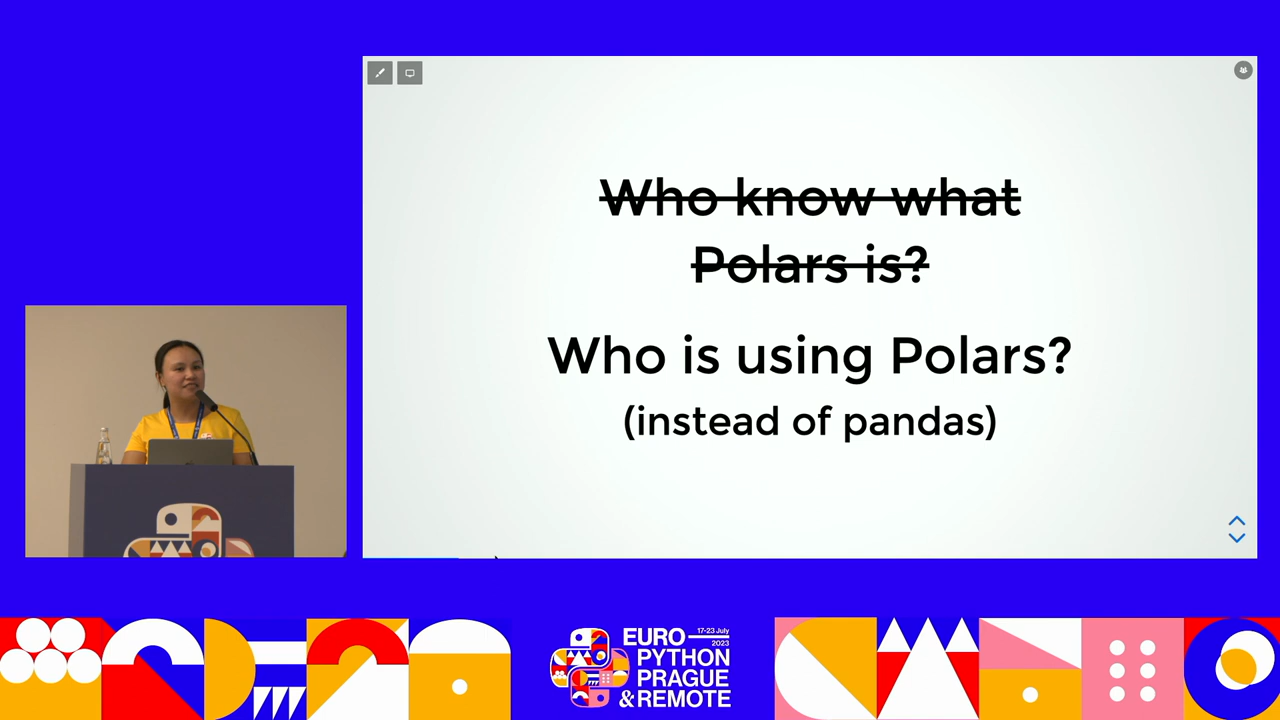 Who know what
Polars is?
Who is using Polars?
(instead of pandas)
EURO
17-23 July
2023
PYTHON
PRAGUE
& REMOTE